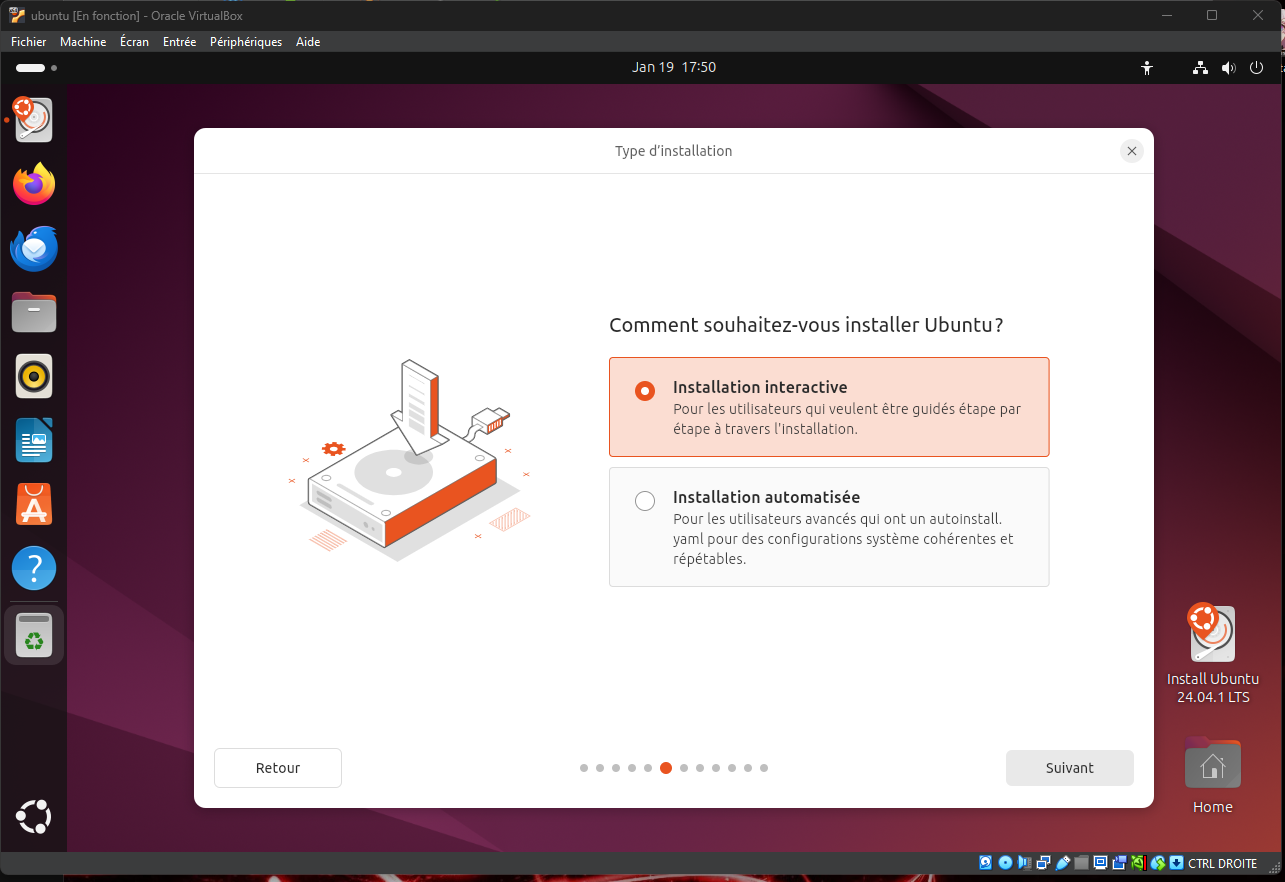 ubuntu [En fonction] - Oracle VirtualBox
Fichier Machine Écran Entrée Périphériques Aide
Jan 19 17:50
Type d'installation
Comment souhaitez-vous installer Ubuntu ?
Installation interactive
Pour les utilisateurs qui veulent être guidés étape par
étape à travers l'installation.
Installation automatisée
Pour les utilisateurs avancés qui ont un autoinstall.
yaml pour des configurations système cohérentes et
répétables.
Install Ubuntu
24.04.1 LTS
Retour
Suivant
Home
CTRL DROITE